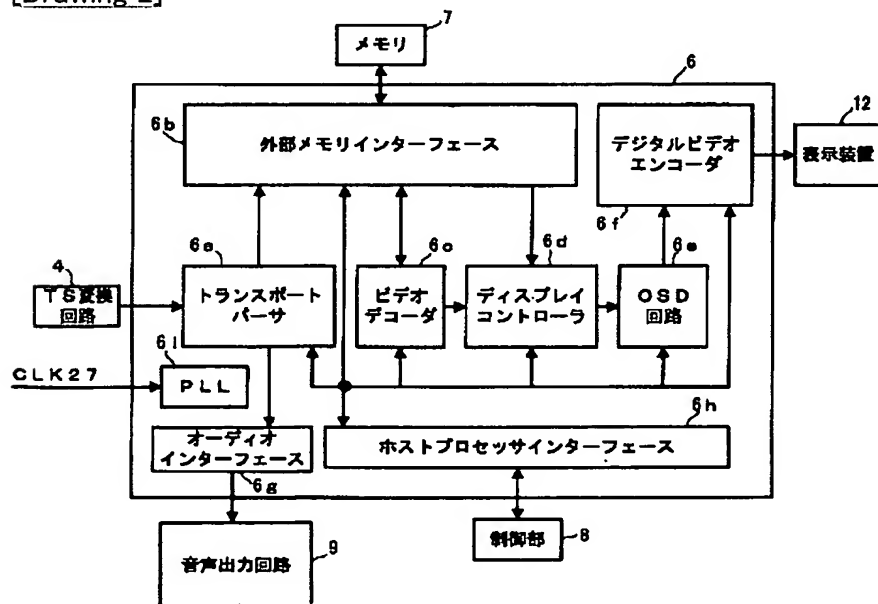 [Drawing 2]
7
メモリ
6
6b
外部メモリインターフェース
デジタルビデオ
エンコーダ
12
表示装置
6f
6a
6c
6d
6e
4
TS変換
回路
トランスポート
パーサ
ビデオ
デコーダ
ディスプレイ
コントローラ
OSD
回路
6i
CLK27
PLL
6h
オーディオ
インターフェース
ホストプロセッサインターフェース
6g
9
音声出力回路
制御部
8